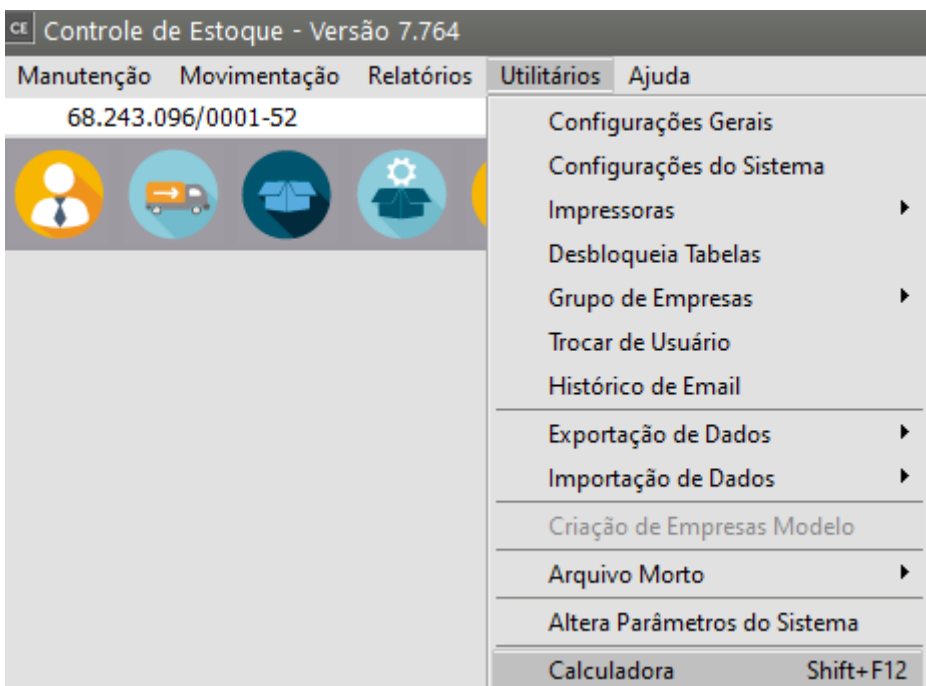 CE Controle de Estoque - Versão 7.764
Manutenção Movimentação Relatórios Utilitários Ajuda
68.243.096/0001-52
Configurações Gerais
Configurações do Sistema
Impressoras
Desbloqueia Tabelas
Grupo de Empresas
Trocar de Usuário
Histórico de Email
Exportação de Dados
Importação de Dados
Criação de Empresas Modelo
Arquivo Morto
Altera Parâmetros do Sistema
Calculadora Shift+F12